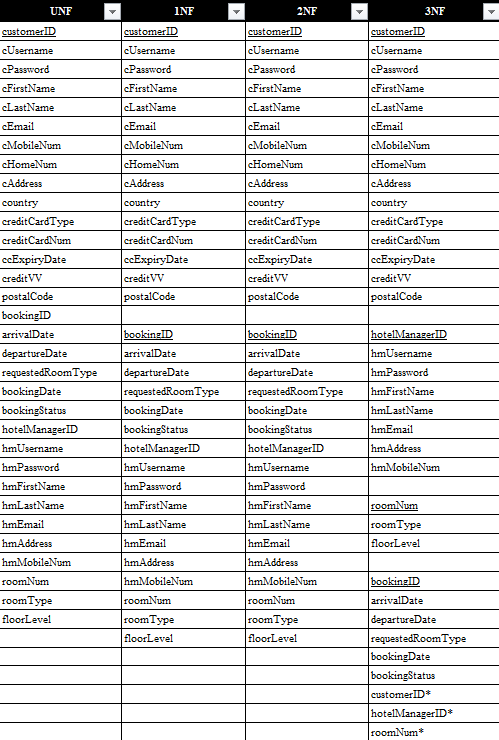 UNF 1NF 2NF 3NF
customerID customerID customerID customerID
cUsername cUsername cUsername cUsername
cPassword cPassword cPassword cPassword
cFirstName cFirstName cFirstName cFirstName
cLastName cLastName cLastName cLastName
cEmail cEmail cEmail cEmail
cMobileNum cMobileNum cMobileNum cMobileNum
cHomeNum cHomeNum cHomeNum cHomeNum
cAddress cAddress cAddress cAddress
country country country country
creditCardType creditCardType creditCardType creditCardType
creditCardNum creditCardNum creditCardNum creditCardNum
ccExpiryDate ccExpiryDate ccExpiryDate ccExpiryDate
creditVV creditVV creditVV creditVV
postalCode postalCode postalCode postalCode
bookingID
arrivalDate bookingID bookingID hotelManagerID
departureDate arrivalDate arrivalDate hmUsername
requestedRoomType departureDate departureDate hmPassword
bookingDate requestedRoomType requestedRoomType hmFirstName
bookingStatus bookingDate bookingDate hmLastName
hotelManagerID bookingStatus bookingStatus hmEmail
hmUsername hotelManagerID hotelManagerID hmAddress
hmPassword hmUsername hmUsername hmMobileNum
hmFirstName hmPassword hmPassword
hmLastName hmFirstName hmFirstName roomNum
hmEmail hmLastName hmLastName roomType
hmAddress hmEmail hmEmail floorLevel
hmMobileNum hmAddress hmAddress
roomNum hmMobileNum hmMobileNum bookingID
roomType roomNum roomNum arrivalDate
floorLevel roomType roomType departureDate
floorLevel floorLevel requestedRoomType
bookingDate
bookingStatus
customerID*
hotelManagerID*
roomNum*